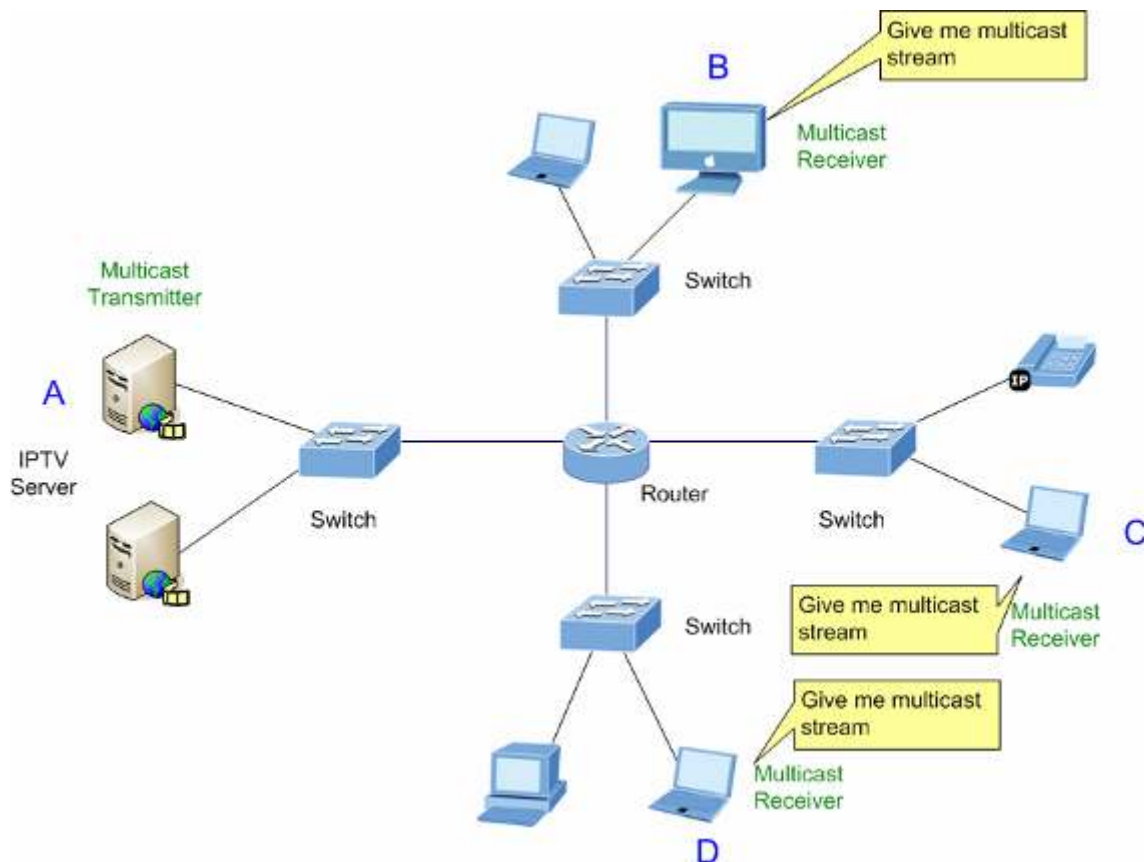 Give me multicast
stream
B
Multicast
Receiver
Switch
Multicast
Transmitter
A
IPTV
Server
Switch
Router
IP
Switch
C
Give me multicast
stream
Multicast
Receiver
Switch
Give me multicast
stream
Multicast
Receiver
D